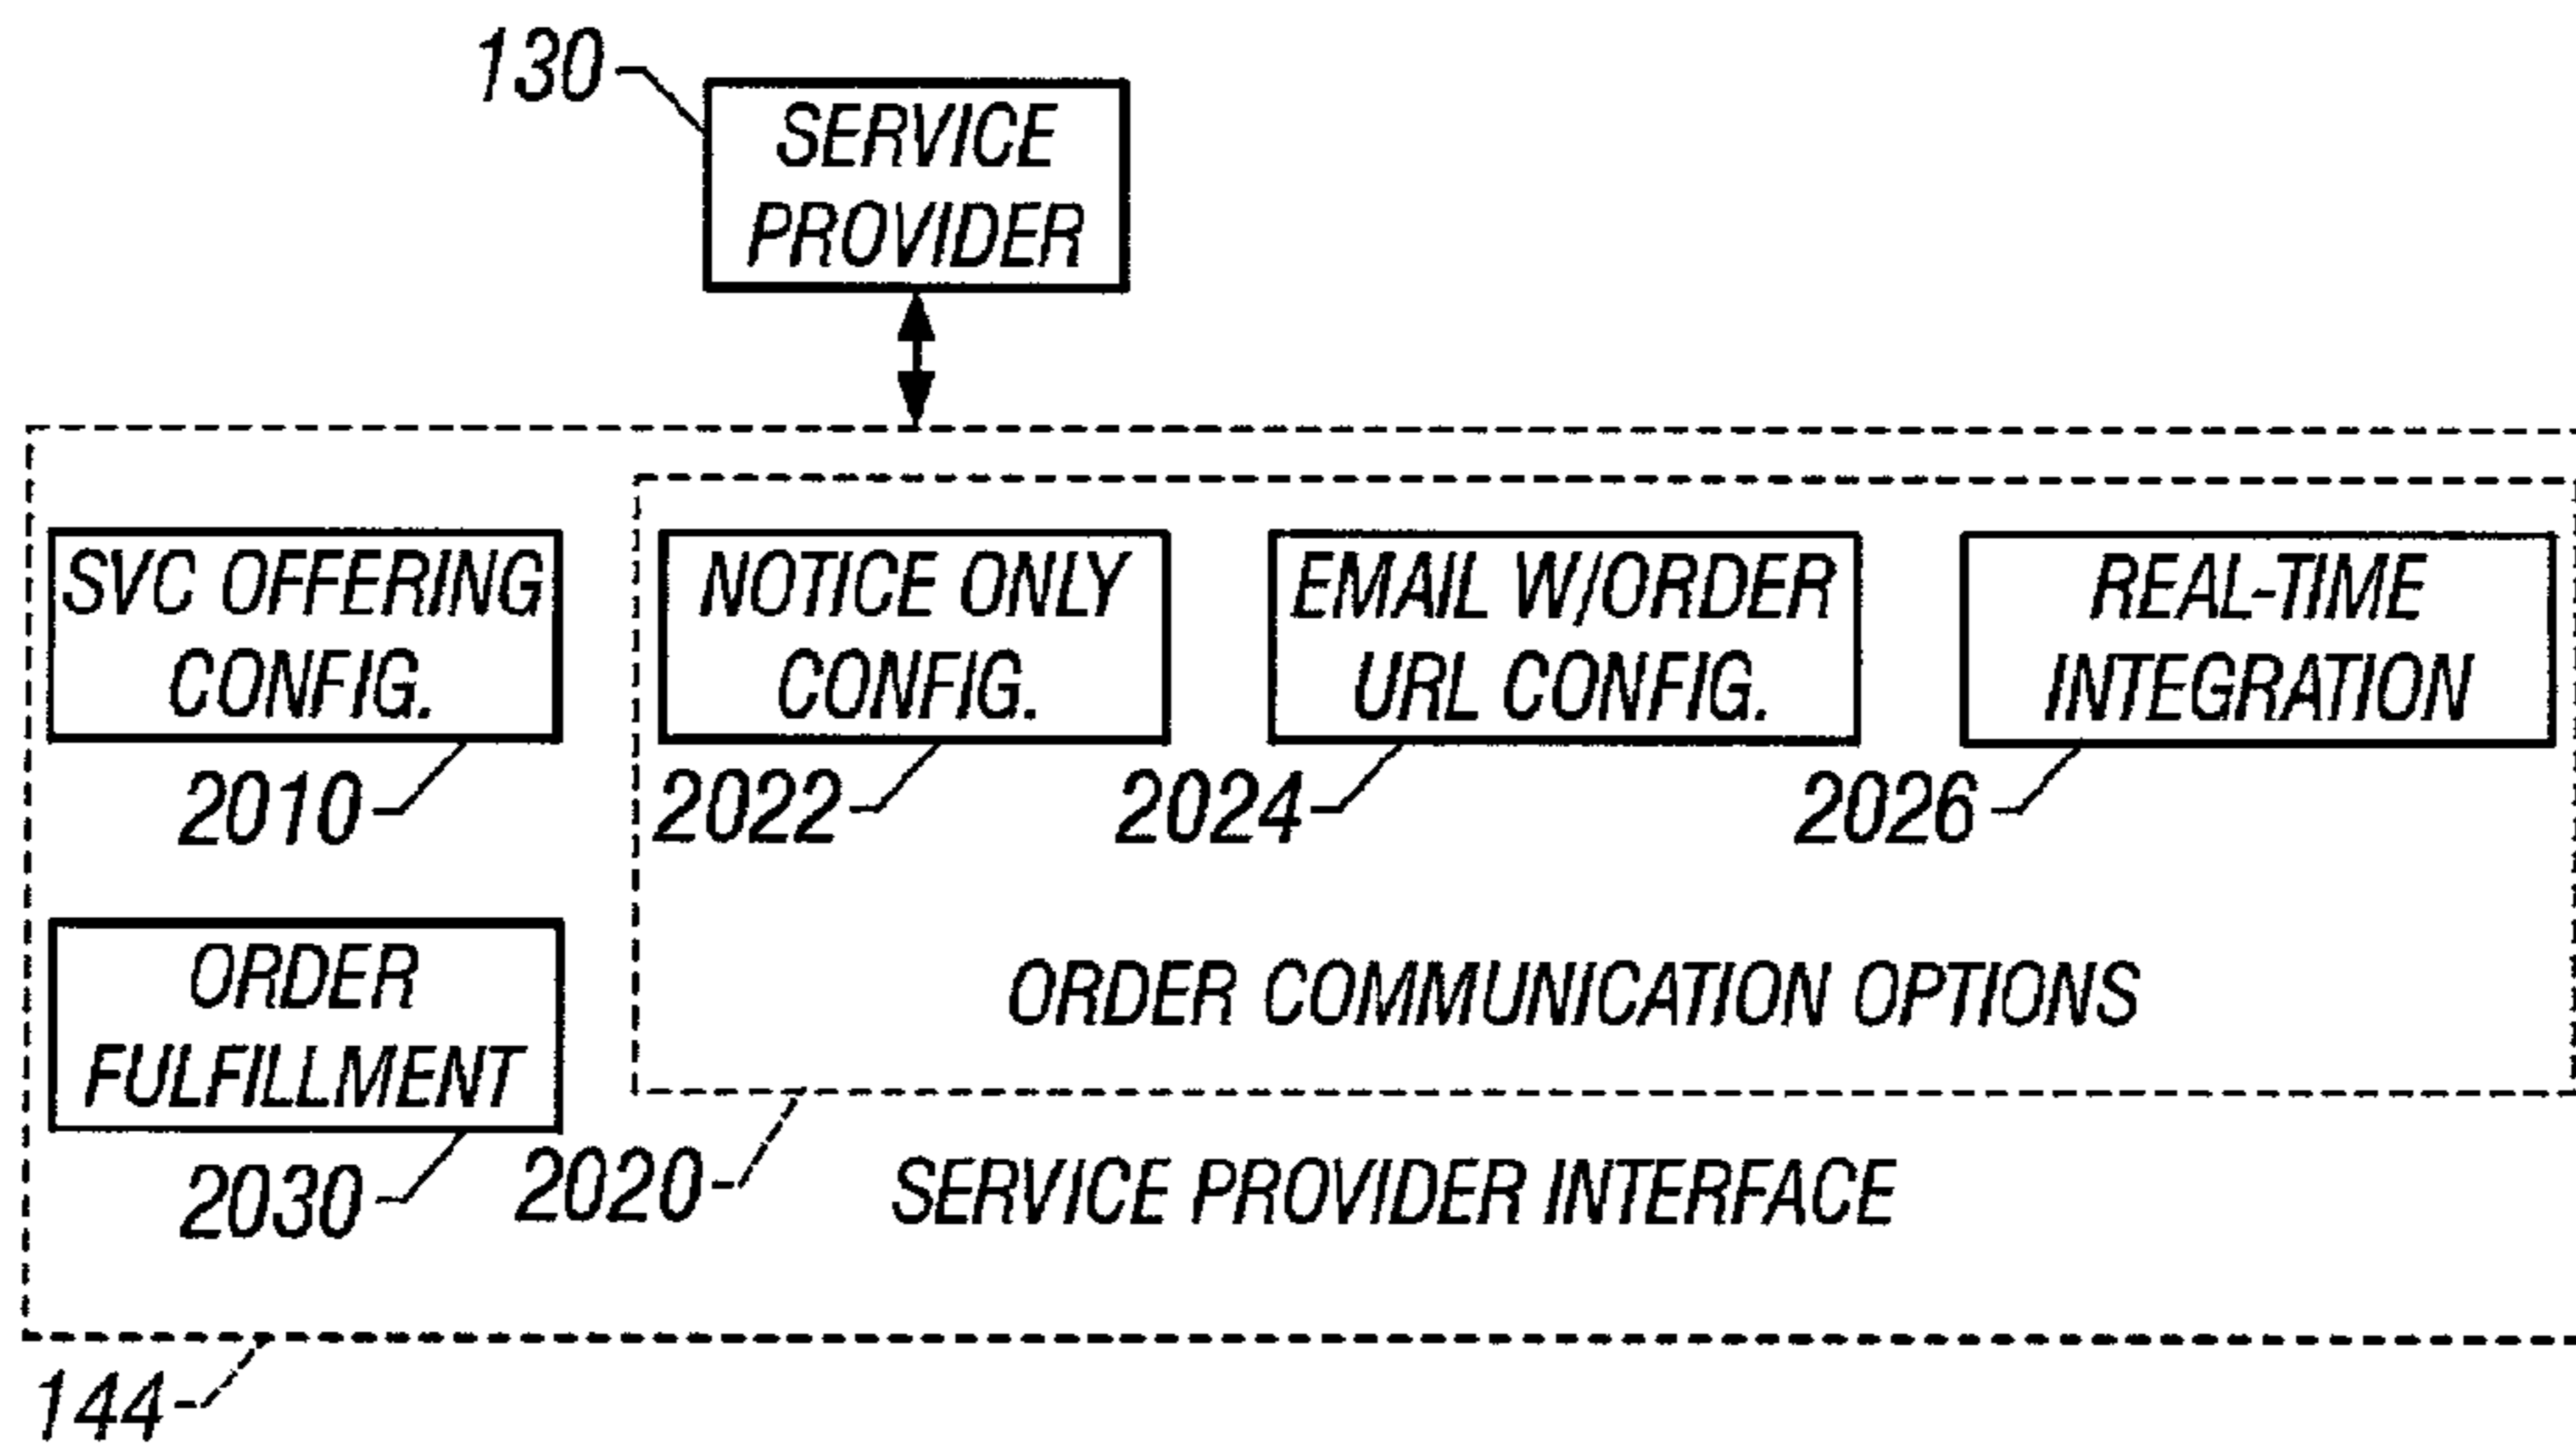 130
SERVICE
PROVIDER
SVC OFFERING
CONFIG.
2010
NOTICE ONLY
CONFIG.
2022
EMAIL W/ORDER
URL CONFIG.
2024
REAL-TIME
INTEGRATION
2026
ORDER
FULFILLMENT
2030
ORDER COMMUNICATION OPTIONS
2020
SERVICE PROVIDER INTERFACE
144